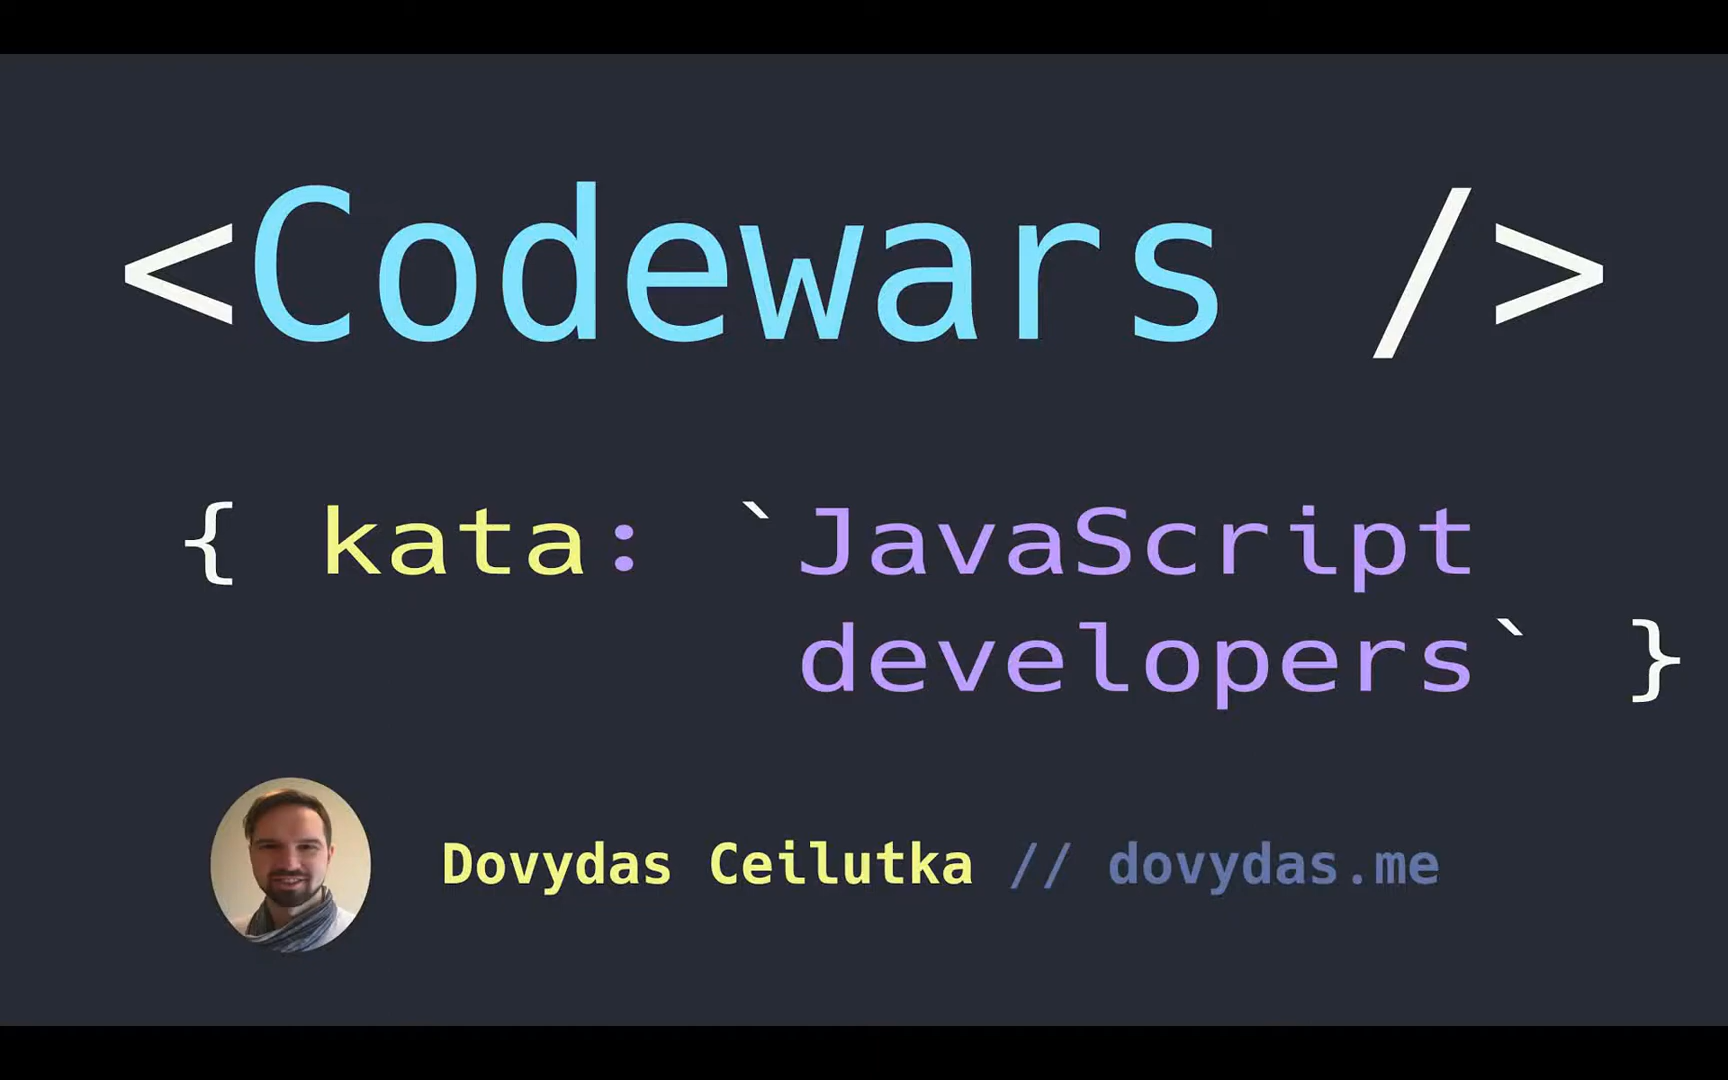 <Codewars />
{ kata: `JavaScript
developers` }
Dovydas Ceilutka // dovydas.me